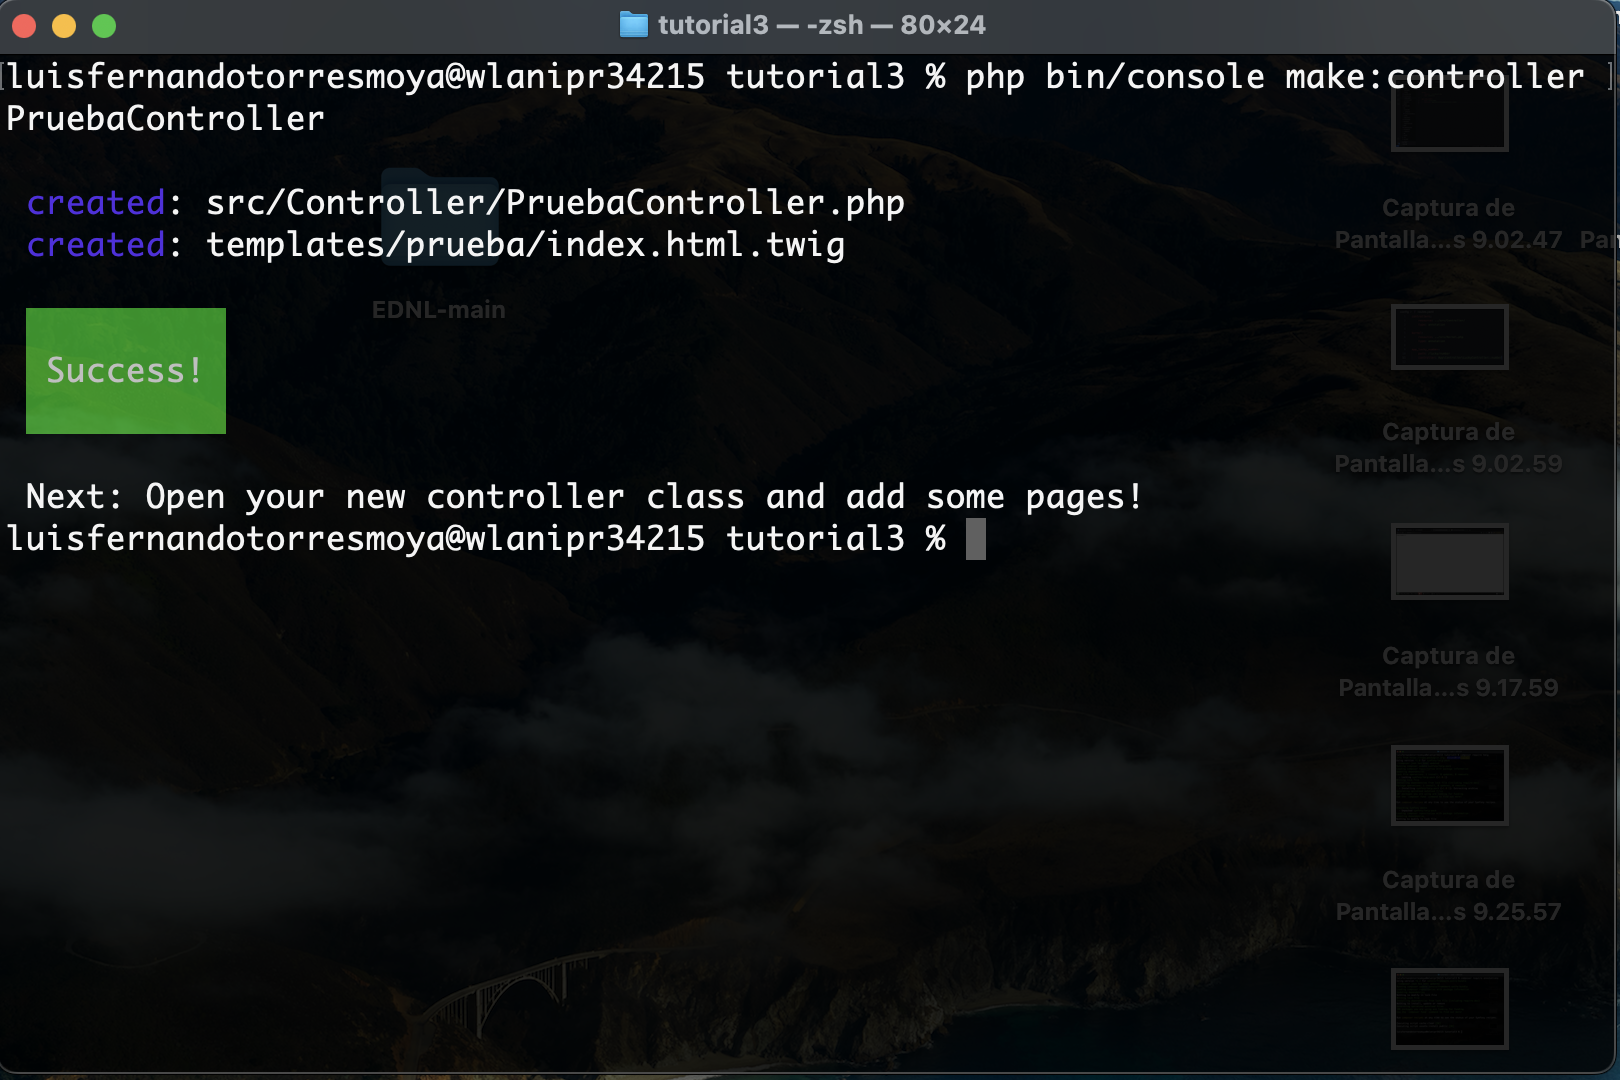 tutorial3 — -zsh — 80×24
luisfernandotorresmoya@wlanipr34215 tutorial3 % php bin/console make:controller
PruebaController
created: src/Controller/PruebaController.php
created: templates/prueba/index.html.twig
Success!
Next: Open your new controller class and add some pages!
luisfernandotorresmoya@wlanipr34215 tutorial3 %
EDNL-main
Captura de
Pantalla...s 9.02.47
Captura de
Pantalla...s 9.02.59
Captura de
Pantalla...s 9.17.59
Captura de
Pantalla...s 9.25.57